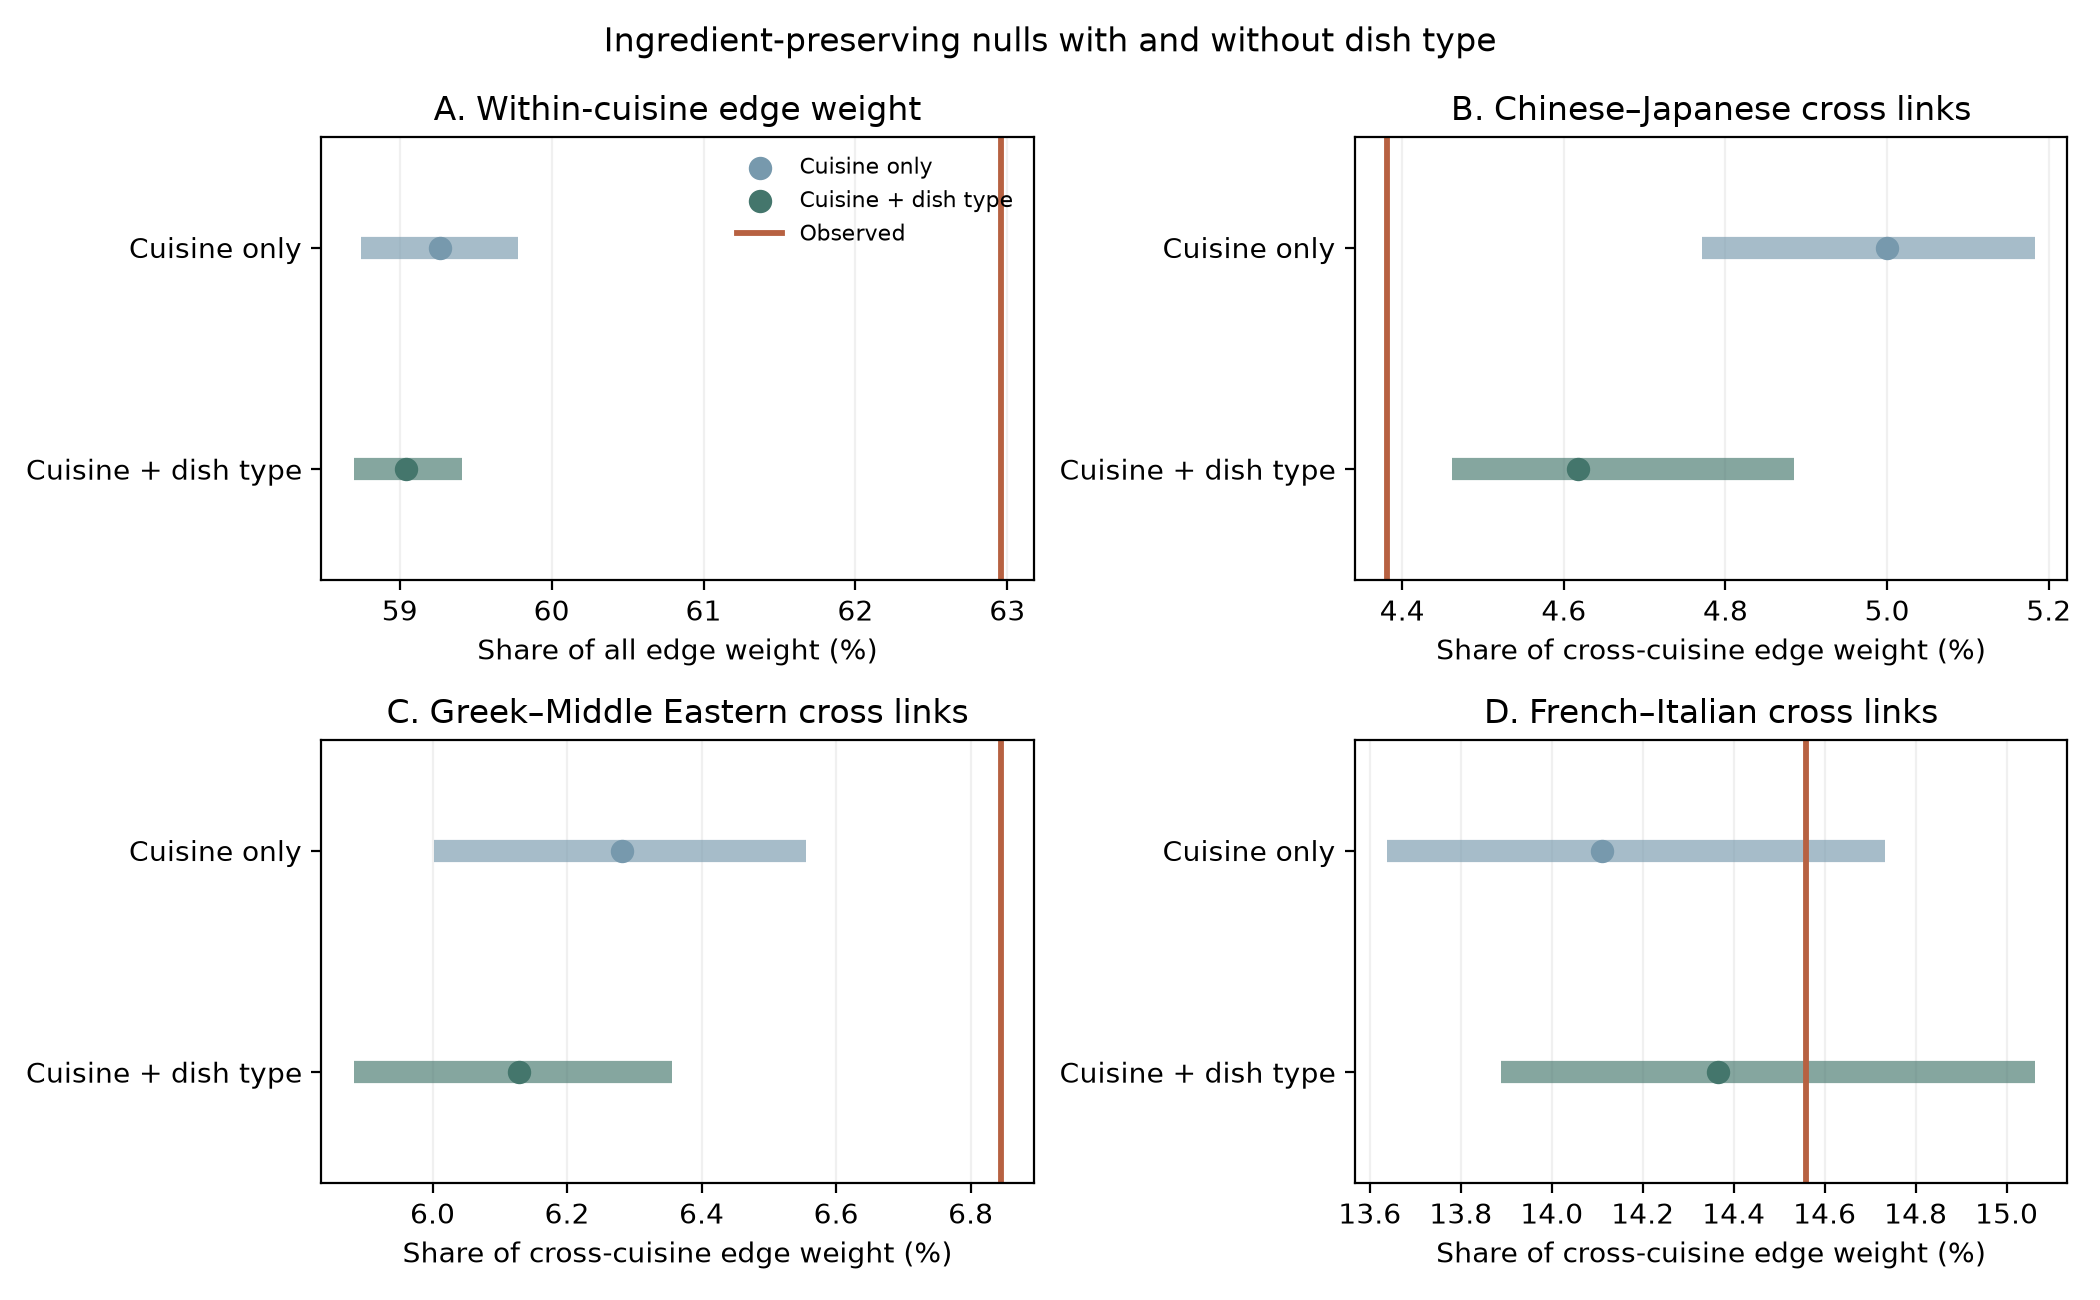 Ingredient-preserving nulls with and without dish type
A. Within-cuisine edge weight
Cuisine only
Cuisine + dish type
Observed
Cuisine only
Cuisine + dish type
59 60 61 62 63
Share of all edge weight (%)
B. Chinese–Japanese cross links
Cuisine only
Cuisine + dish type
4.4 4.6 4.8 5.0 5.2
Share of cross-cuisine edge weight (%)
C. Greek–Middle Eastern cross links
Cuisine only
Cuisine + dish type
6.0 6.2 6.4 6.6 6.8
Share of cross-cuisine edge weight (%)
D. French–Italian cross links
Cuisine only
Cuisine + dish type
13.6 13.8 14.0 14.2 14.4 14.6 14.8 15.0
Share of cross-cuisine edge weight (%)